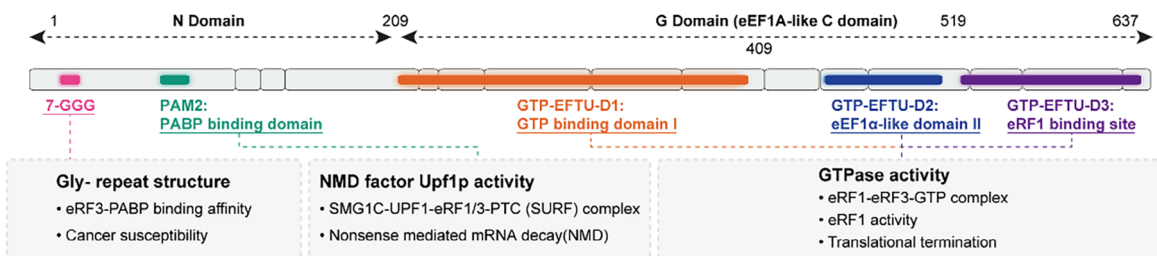 1 N Domain 209 G Domain (eEF1A-like C domain) 519 637
409
7-GGG
PAM2:
PABP binding domain
GTP-EFTU-D1:
GTP binding domain I
GTP-EFTU-D2:
eEF1α-like domain II
GTP-EFTU-D3:
eRF1 binding site
Gly- repeat structure
• eRF3-PABP binding affinity
• Cancer susceptibility
NMD factor Upf1p activity
• SMG1C-UPF1-eRF1/3-PTC (SURF) complex
• Nonsense mediated mRNA decay(NMD)
GTPase activity
• eRF1-eRF3-GTP complex
• eRF1 activity
• Translational termination